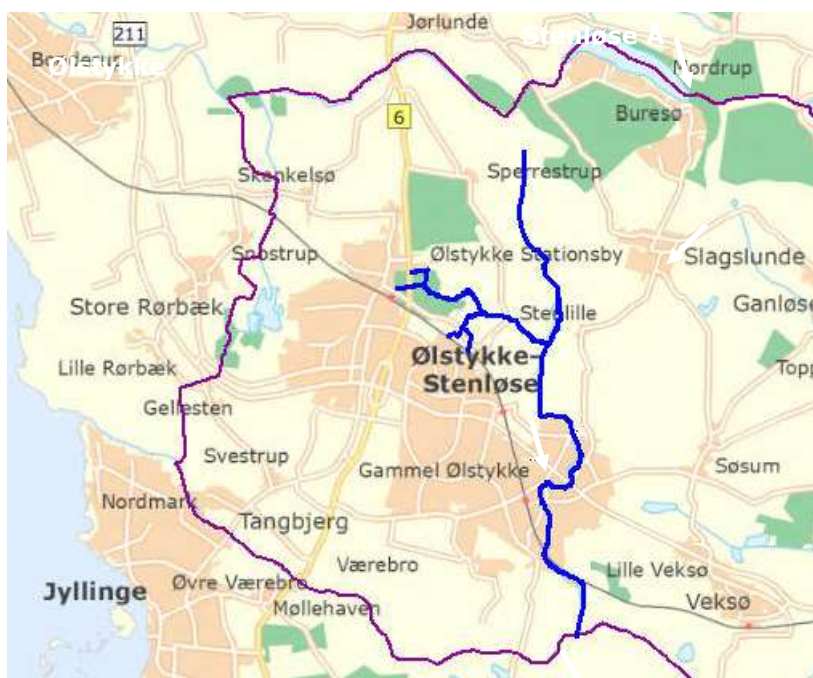 Jørlunde
211
Stenløse Å
Ølstykke
Nordrup
6
Buresø
Skenkelsø
Sperrestrup
Snostrup
Ølstykke Stationsby
Slagslunde
Store Rørbæk
Stenlille
Ganløse
Lille Rørbæk
Ølstykke-
Stenløse
Topp
Gellesten
Svestrup
Gammel Ølstykke
Søsum
Nordmark
Tangbjerg
Værebro
Lille Veksø
Jyllinge
Øvre Værebro
Veksø
Møllehaven